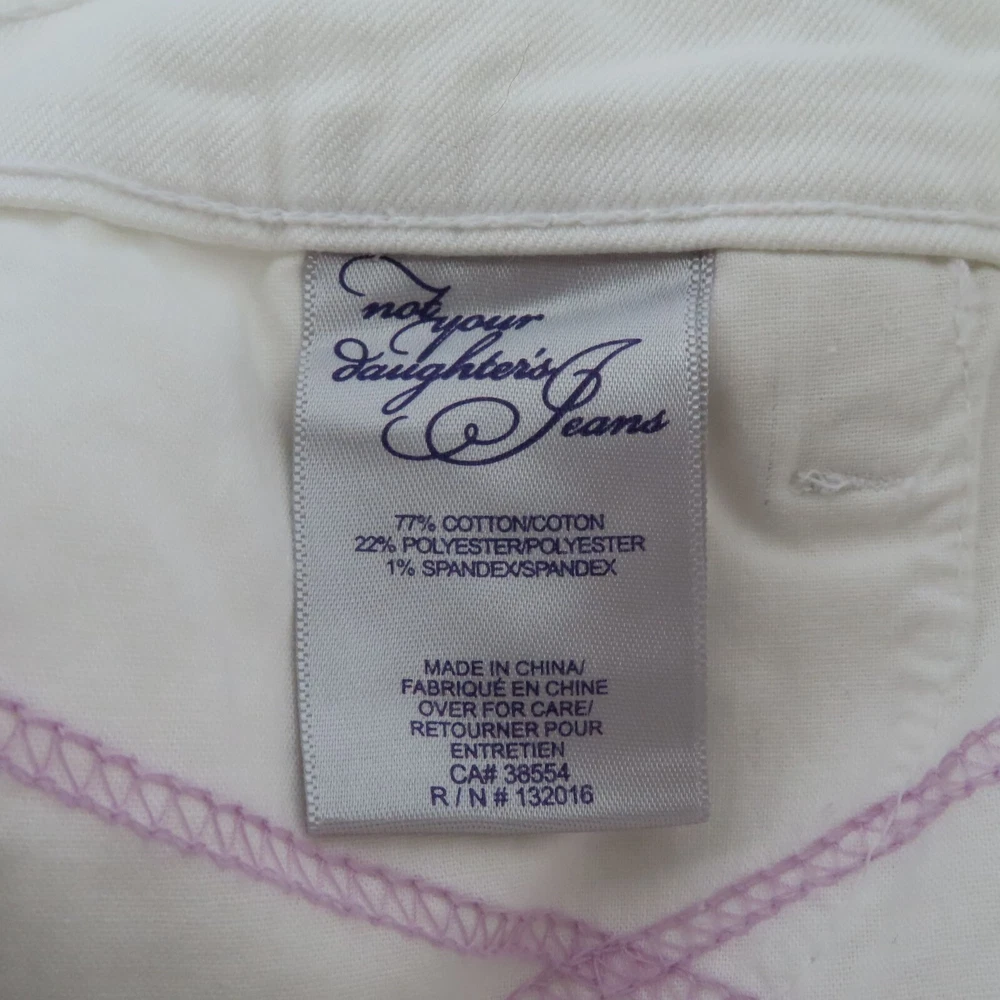 not your
daughter's
Jeans
77% COTTON/COTON
22% POLYESTER/POLYESTER
1% SPANDEX/SPANDEX
MADE IN CHINA/
FABRIQUÉ EN CHINE
OVER FOR CARE/
RETOURNER POUR
ENTRETIEN
CA# 38554
R / N # 132016